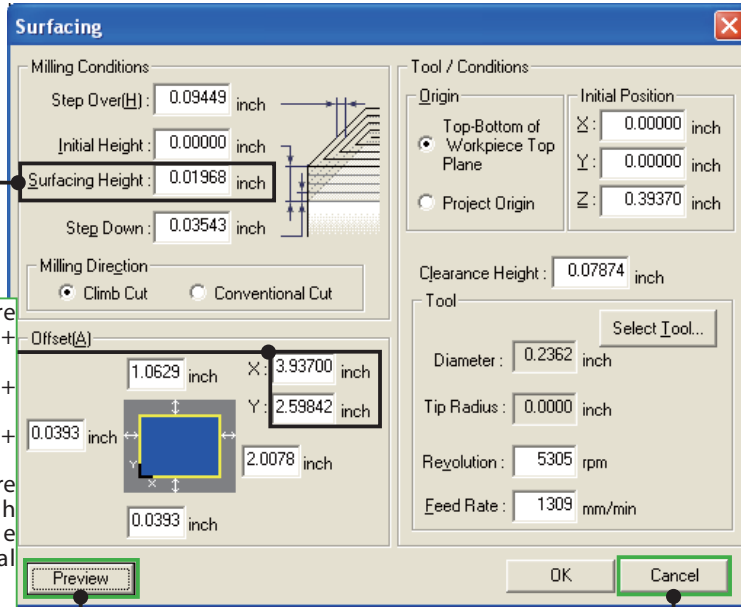 Surfacing
Milling Conditions
Step Over(H) : 0.09449 inch
Initial Height : 0.00000 inch
Surfacing Height : 0.01968 inch
Step Down : 0.03543 inch
Milling Direction
Climb Cut Conventional Cut
Offset(A)
1.0629 inch X : 3.93700 inch
Y : 2.59842 inch
0.0393 inch
Y
X
2.0078 inch
0.0393 inch
Tool / Conditions
Origin
Top-Bottom of
Workpiece Top
Plane
Project Origin
Initial Position
X : 0.00000 inch
Y : 0.00000 inch
Z : 0.39370 inch
Clearance Height : 0.07874 inch
Tool
Select Tool...
Diameter : 0.2362 inch
Tip Radius : 0.0000 inch
Revolution : 5305 rpm
Feed Rate : 1309 mm/min
Preview OK Cancel
re
+
+
+
re
h
e
al